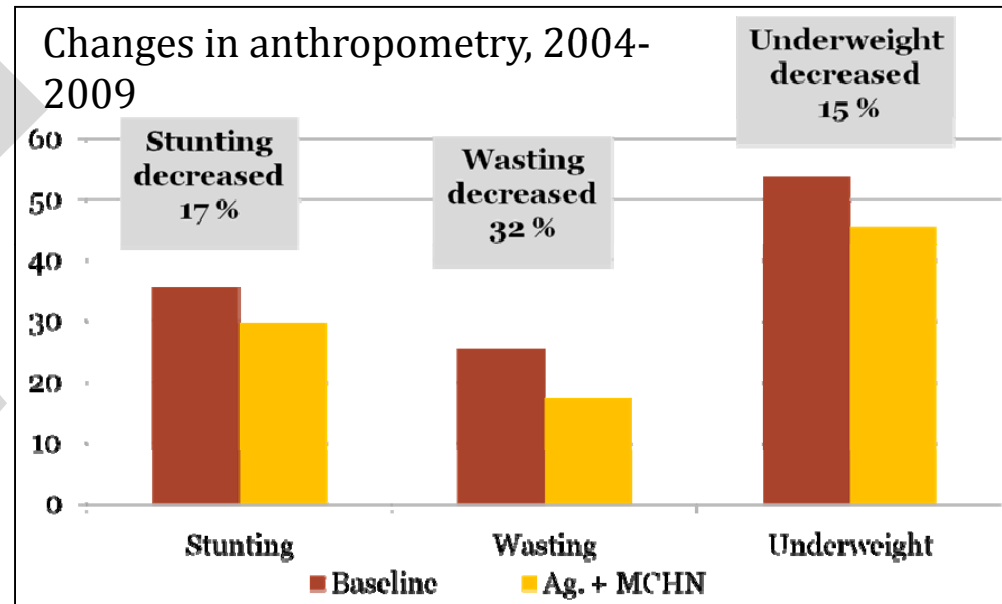 Changes in anthropometry, 2004-
2009
Stunting
decreased
17 %
Wasting
decreased
32 %
Underweight
decreased
15 %
60
50
40
30
20
10
0
Stunting
Wasting
Underweight
Baseline
Ag. + MCHN